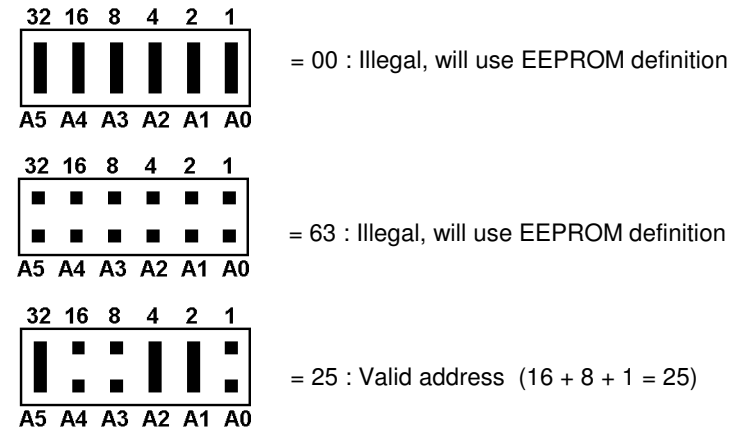 32 16 8 4 2 1
= 00 : Illegal, will use EEPROM definition
A5 A4 A3 A2 A1 A0
32 16 8 4 2 1
= 63 : Illegal, will use EEPROM definition
A5 A4 A3 A2 A1 A0
32 16 8 4 2 1
= 25 : Valid address (16 + 8 + 1 = 25)
A5 A4 A3 A2 A1 A0